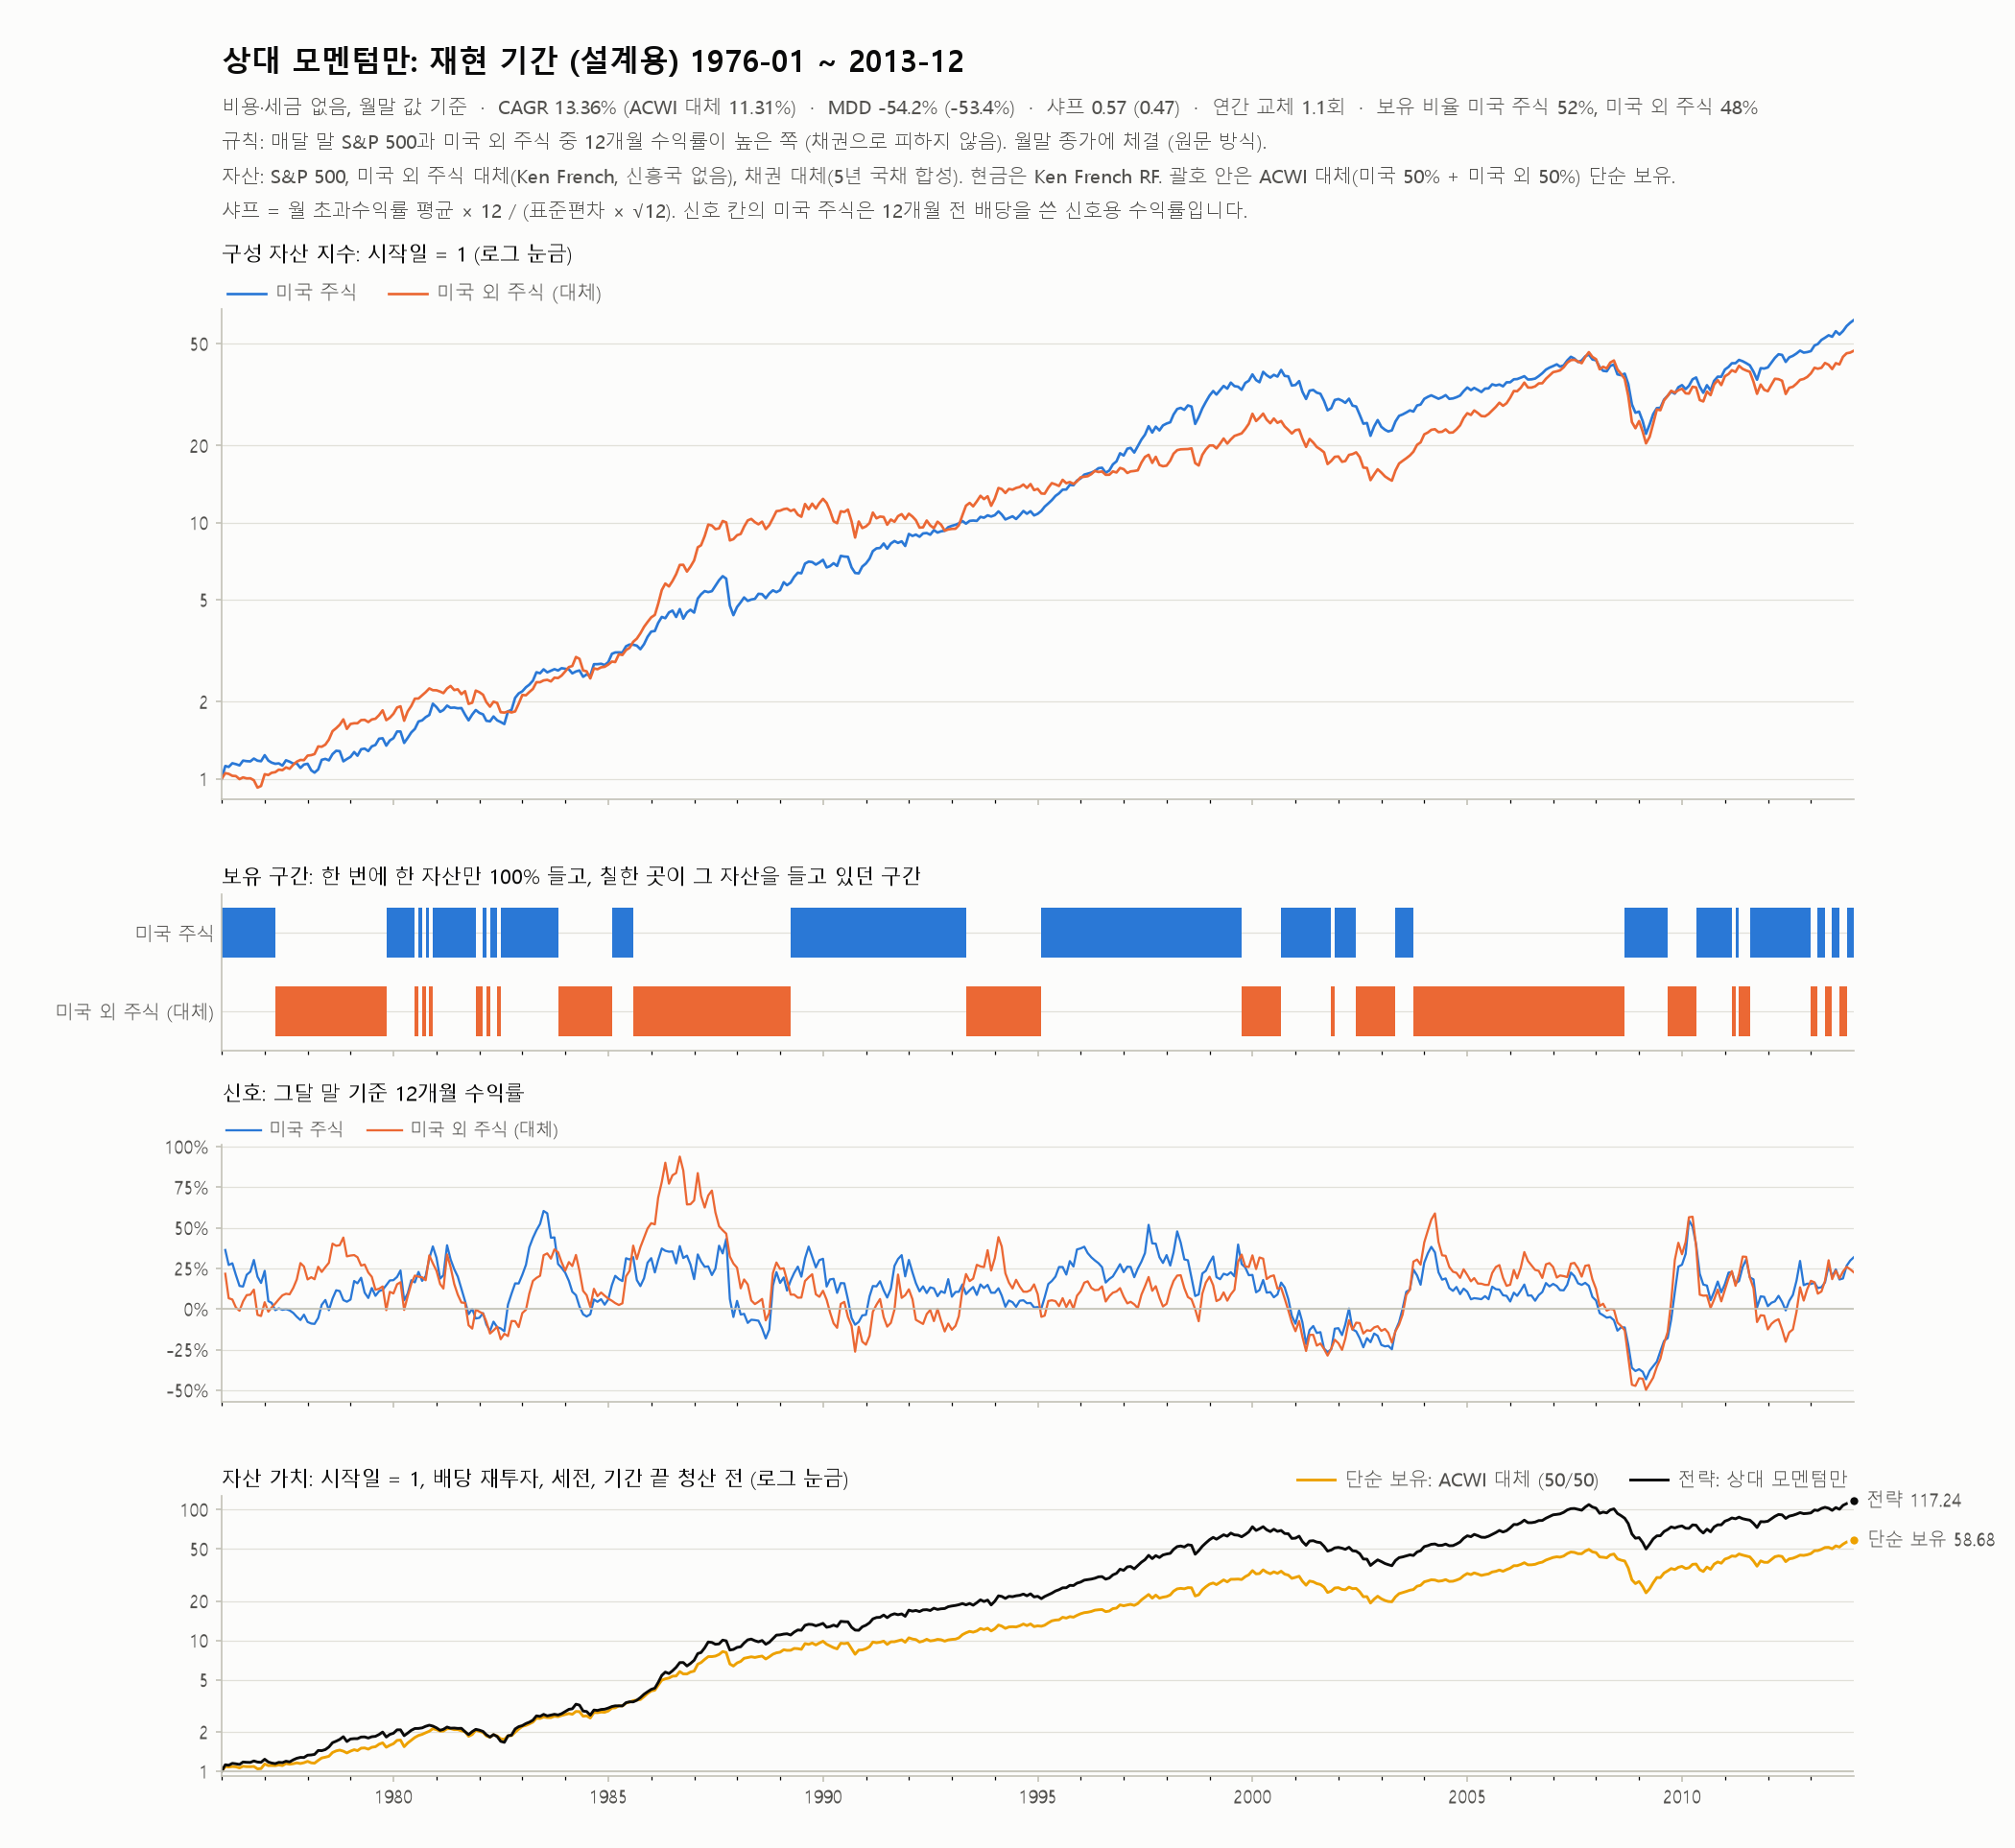 상대 모멘텀만: 재현 기간 (설계용) 1976-01 ~ 2013-12
비용·세금 없음, 월말 값 기준 · CAGR 13.36% (ACWI 대체 11.31%) · MDD -54.2% (-53.4%) · 샤프 0.57 (0.47) · 연간 교체 1.1회 · 보유 비율 미국 주식 52%, 미국 외 주식 48%
규칙: 매달 말 S&P 500과 미국 외 주식 중 12개월 수익률이 높은 쪽 (채권으로 피하지 않음). 월말 종가에 체결 (원문 방식).
자산: S&P 500, 미국 외 주식 대체(Ken French, 신흥국 없음), 채권 대체(5년 국채 합성). 현금은 Ken French RF. 괄호 안은 ACWI 대체(미국 50% + 미국 외 50%) 단순 보유.
샤프 = 월 초과수익률 평균 × 12 / (표준편차 × √12). 신호 칸의 미국 주식은 12개월 전 배당을 쓴 신호용 수익률입니다.
구성 자산 지수: 시작일 = 1 (로그 눈금)
미국 주식 미국 외 주식 (대체)
50
20
10
5
2
1
보유 구간: 한 번에 한 자산만 100% 들고, 칠한 곳이 그 자산을 들고 있던 구간
미국 주식
미국 외 주식 (대체)
신호: 그달 말 기준 12개월 수익률
미국 주식 미국 외 주식 (대체)
100%
75%
50%
25%
0%
-25%
-50%
자산 가치: 시작일 = 1, 배당 재투자, 세전, 기간 끝 청산 전 (로그 눈금)
단순 보유: ACWI 대체 (50/50) 전략: 상대 모멘텀만
100
50
20
10
5
2
1
전략 117.24
단순 보유 58.68
1980 1985 1990 1995 2000 2005 2010